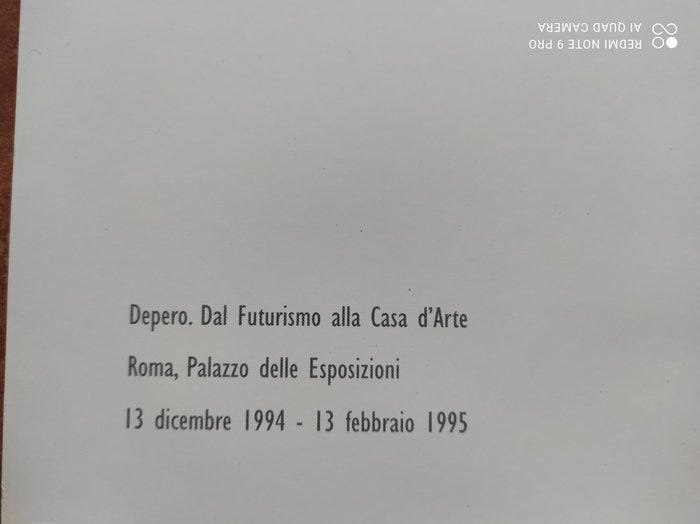 Depero. Dal Futurismo alla Casa d'Arte
Roma, Palazzo delle Esposizioni
13 dicembre 1994 - 13 febbraio 1995
REDMI NOTE 9 PRO
AI QUAD CAMERA